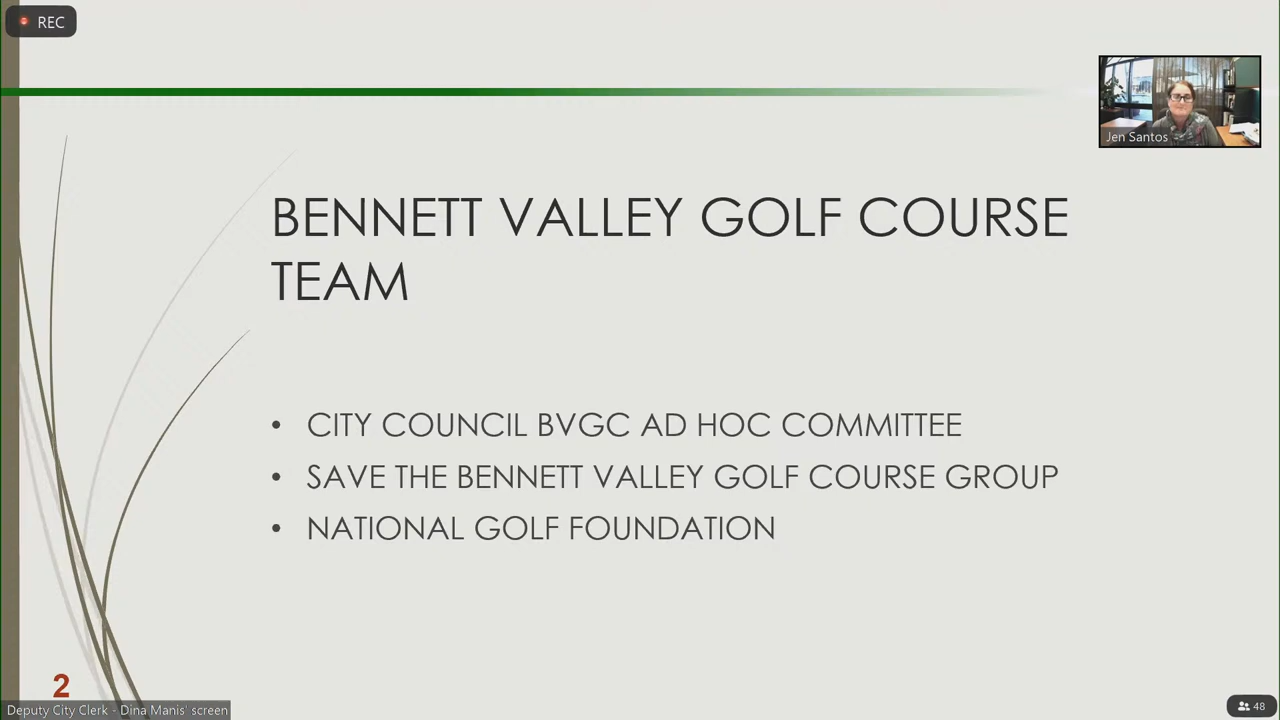 REC
Jen Santos
BENNETT VALLEY GOLF COURSE
TEAM
• CITY COUNCIL BVGC AD HOC COMMITTEE
• SAVE THE BENNETT VALLEY GOLF COURSE GROUP
• NATIONAL GOLF FOUNDATION
2
Deputy City Clerk - Dina Manis' screen
48